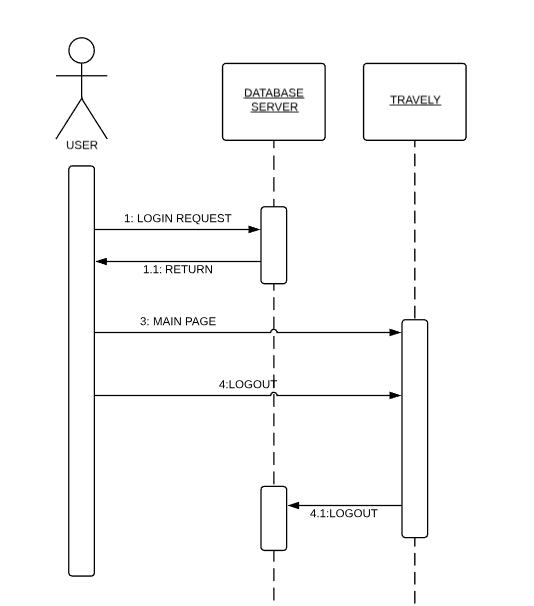 DATABASE
SERVER
TRAVELY
USER
1: LOGIN REQUEST
1.1: RETURN
3: MAIN PAGE
4:LOGOUT
4.1:LOGOUT